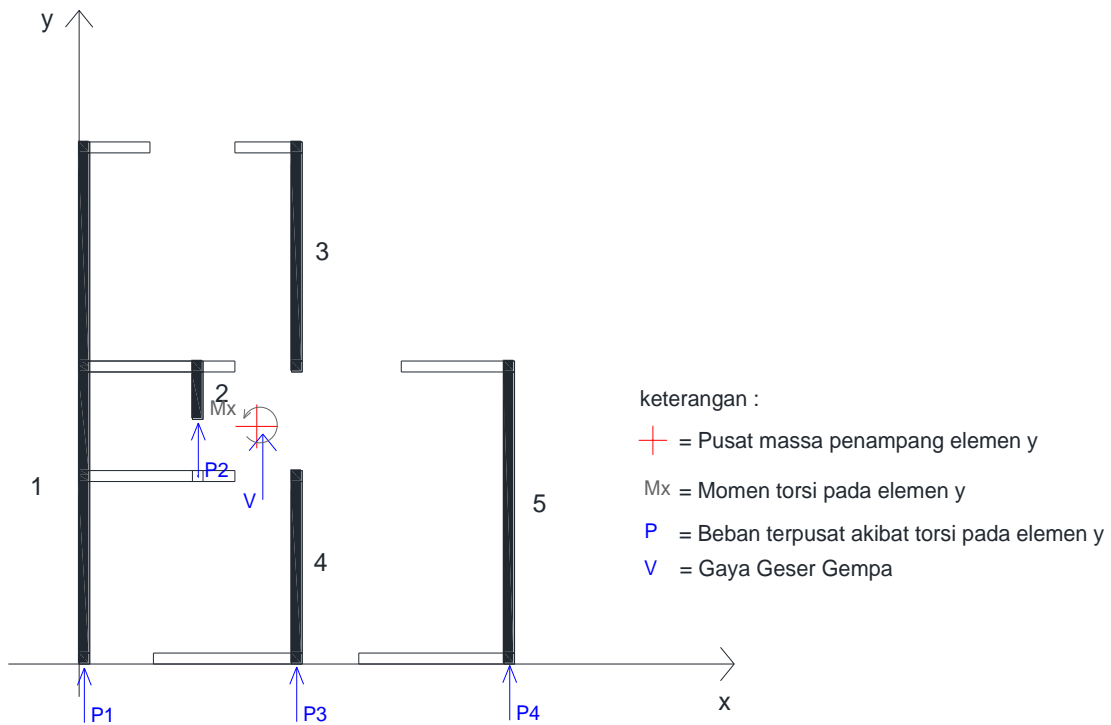 y
3
2
Mx
P2
V
1
4
5
P1
P3
P4
x
keterangan :
= Pusat massa penampang elemen y
Mx = Momen torsi pada elemen y
P = Beban terpusat akibat torsi pada elemen y
V = Gaya Geser Gempa